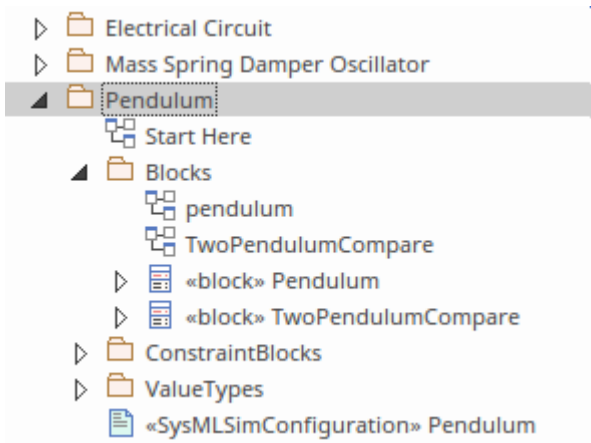 Electrical Circuit
Mass Spring Damper Oscillator
Pendulum
Start Here
Blocks
pendulum
TwoPendulumCompare
«block» Pendulum
«block» TwoPendulumCompare
ConstraintBlocks
ValueTypes
«SysMLSimConfiguration» Pendulum